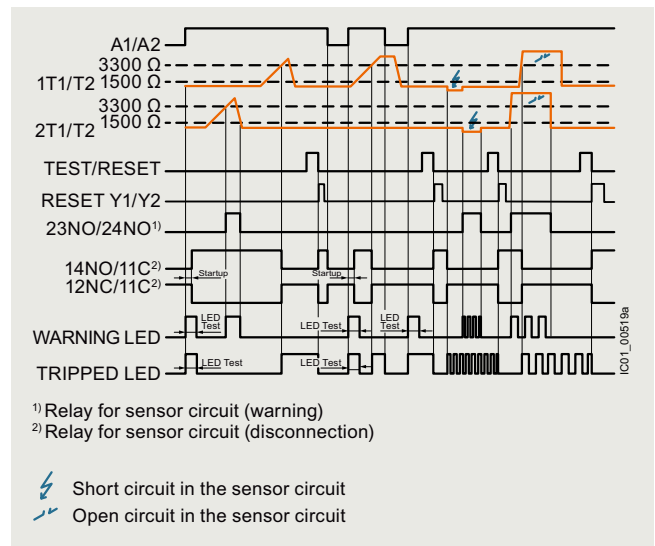 A1/A2
3300 Ω
1T1/T2 1500 Ω
3300 Ω
2T1/T2 1500 Ω
TEST/RESET
RESET Y1/Y2
23NO/24NO1)
14NO/11C2)
Startup
Startup
12NC/11C2)
LED Test
LED Test
LED Test
WARNING LED
LED Test
LED Test
TRIPPED LED
IC01_00519a
1) Relay for sensor circuit (warning)
2) Relay for sensor circuit (disconnection)
Short circuit in the sensor circuit
Open circuit in the sensor circuit